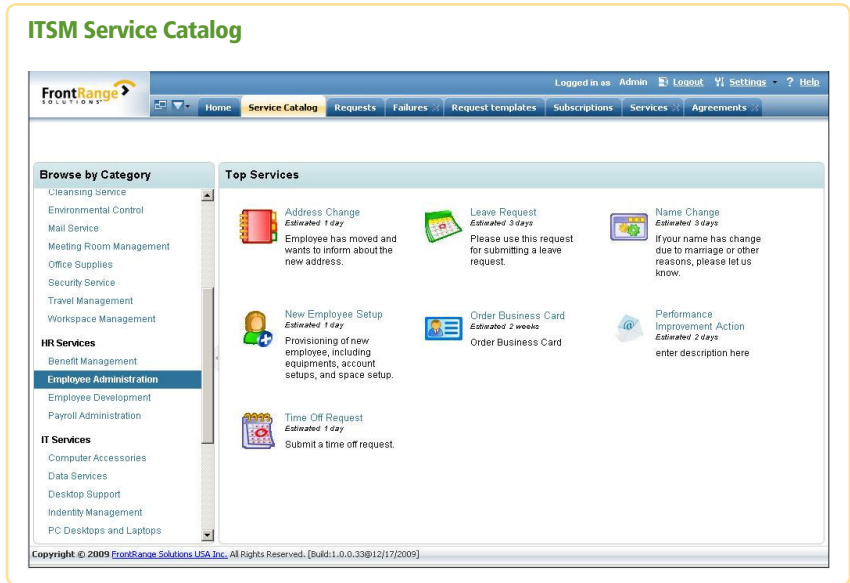 ITSM Service Catalog
FrontRange
SOLUTIONS
Logged in as Admin Logout Settings ? Help
Home Service Catalog Requests Failures Request templates Subscriptions Services Agreements
Browse by Category
Cleansing Service
Environmental Control
Mail Service
Meeting Room Management
Office Supplies
Security Service
Travel Management
Workspace Management
HR Services
Benefit Management
Employee Administration
Employee Development
Payroll Administration
IT Services
Computer Accessories
Data Services
Desktop Support
Indentity Management
PC Desktops and Laptops
Top Services
Address Change
Estimated 1 day
Employee has moved and
wants to inform about the
new address.
Leave Request
Estimated 3 days
Please use this request
for submitting a leave
request.
Name Change
Estimated 3 days
If your name has change
due to marriage or other
reasons, please let us
know.
New Employee Setup
Estimated 1 day
Provisioning of new
employee, including
equipments, account
setups, and space setup.
Order Business Card
Estimated 2 weeks
Order Business Card
Performance
Improvement Action
Estimated 2 days
enter description here
Time Off Request
Estimated 1 day
Submit a time off request.
Copyright © 2009 FrontRange Solutions USA Inc. All Rights Reserved. [Build:1.0.0.33@12/17/2009]